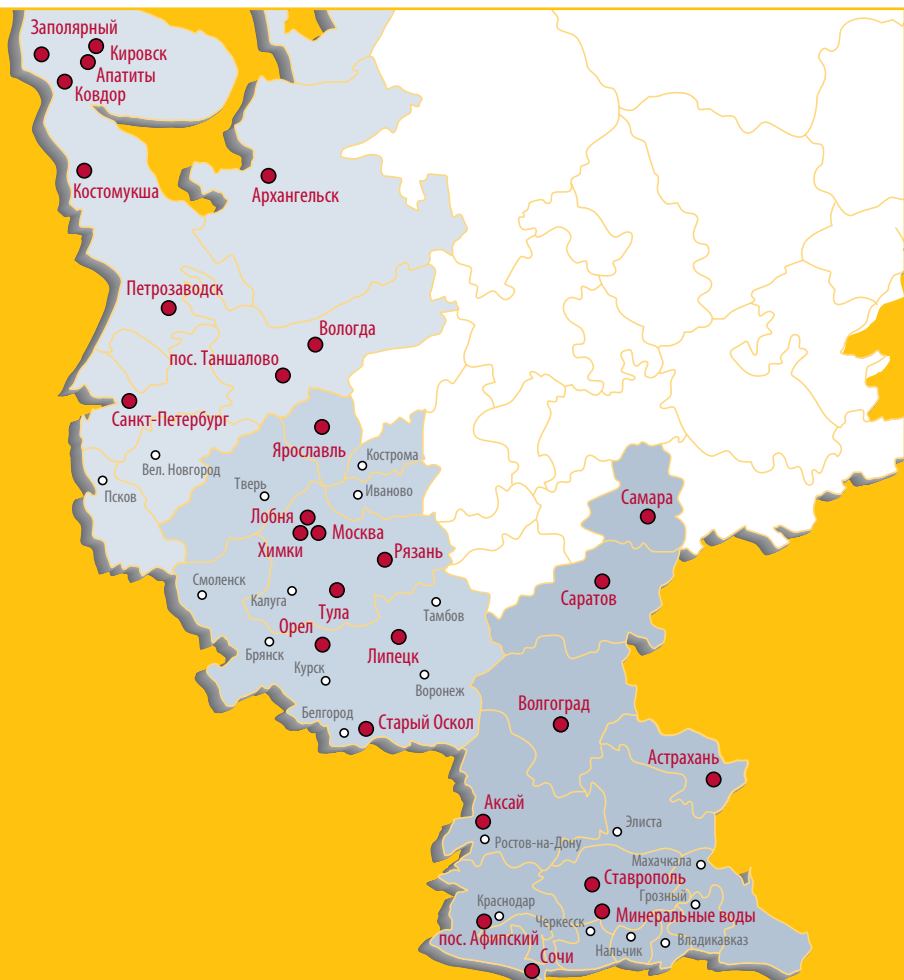 Заполярный
Кировск
Апатиты
Ковдор
Костомукша
Архангельск
Петрозаводск
Вологда
пос. Таншалово
Санкт-Петербург
Ярославль
Кострома
Вел. Новгород
Псков
Тверь
Иваново
Самара
Лобня
Москва
Химки
Рязань
Смоленск
Калуга
Тула
Тамбов
Саратов
Орел
Брянск
Липецк
Курск
Воронеж
Белгород
Старый Оскол
Волгоград
Астрахань
Аксай
Ростов-на-Дону
Элиста
Махачкала
Ставрополь
Грозный
Краснодар
Черкесск
Минеральные воды
пос. Афипский
Нальчик
Владикавказ
Сочи